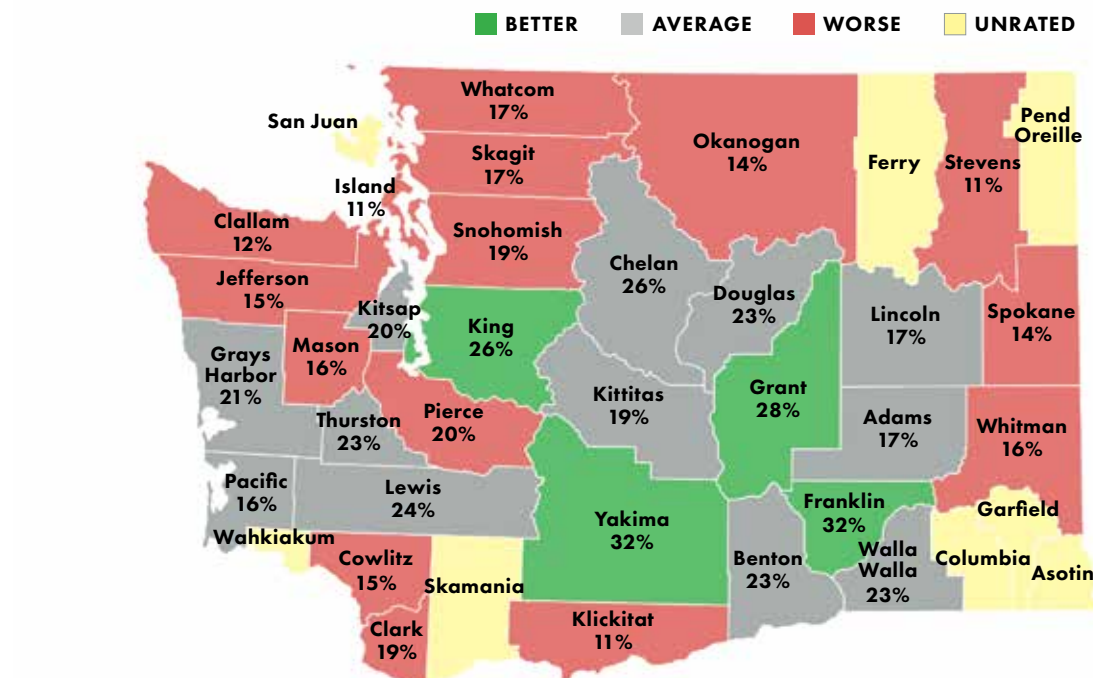 BETTER AVERAGE WORSE UNRATED
Whatcom
17%
San Juan
Skagit
17%
Okanogan
14%
Ferry
Stevens
11%
Pend
Oreille
Island
11%
Clallam
12%
Snohomish
19%
Jefferson
15%
Chelan
26%
Douglas
23%
Kitsap
20%
King
26%
Lincoln
17%
Spokane
14%
Mason
16%
Grays
Harbor
21%
Kittitas
19%
Grant
28%
Thurston
23%
Pierce
20%
Adams
17%
Whitman
16%
Pacific
16%
Lewis
24%
Yakima
32%
Franklin
32%
Garfield
Wahkiakum
Cowlitz
15%
Skamania
Benton
23%
Walla
Walla
23%
Columbia
Asotin
Clark
19%
Klickitat
11%